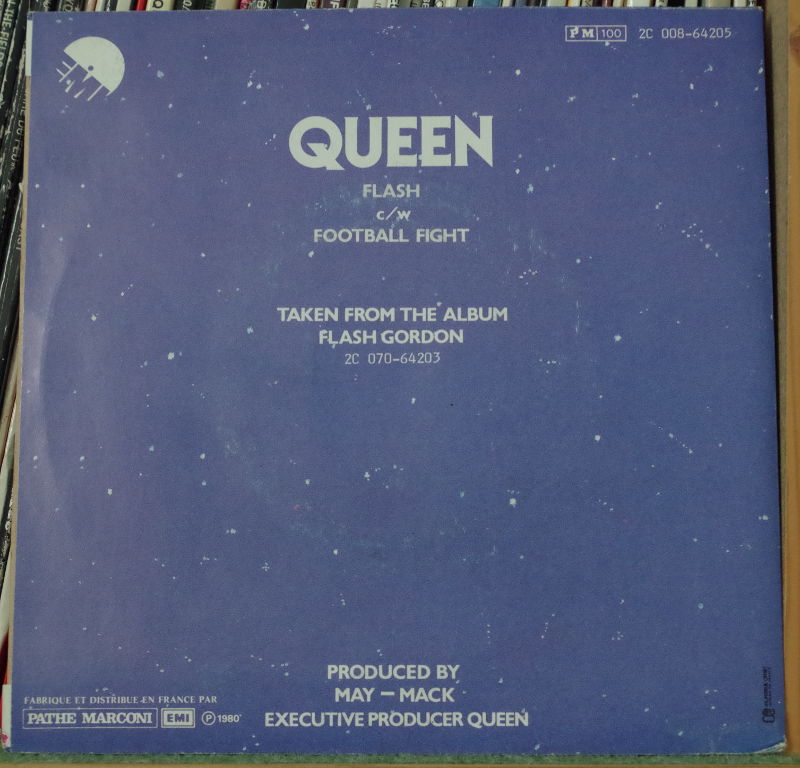 PM 100 2C 008-64205
QUEEN
FLASH
c/w
FOOTBALL FIGHT
TAKEN FROM THE ALBUM
FLASH GORDON
2C 070-64203
PRODUCED BY
MAY – MACK
EXECUTIVE PRODUCER QUEEN
FABRIQUE ET DISTRIBUE EN FRANCE PAR
PATHE MARCONI EMI ℗ 1980